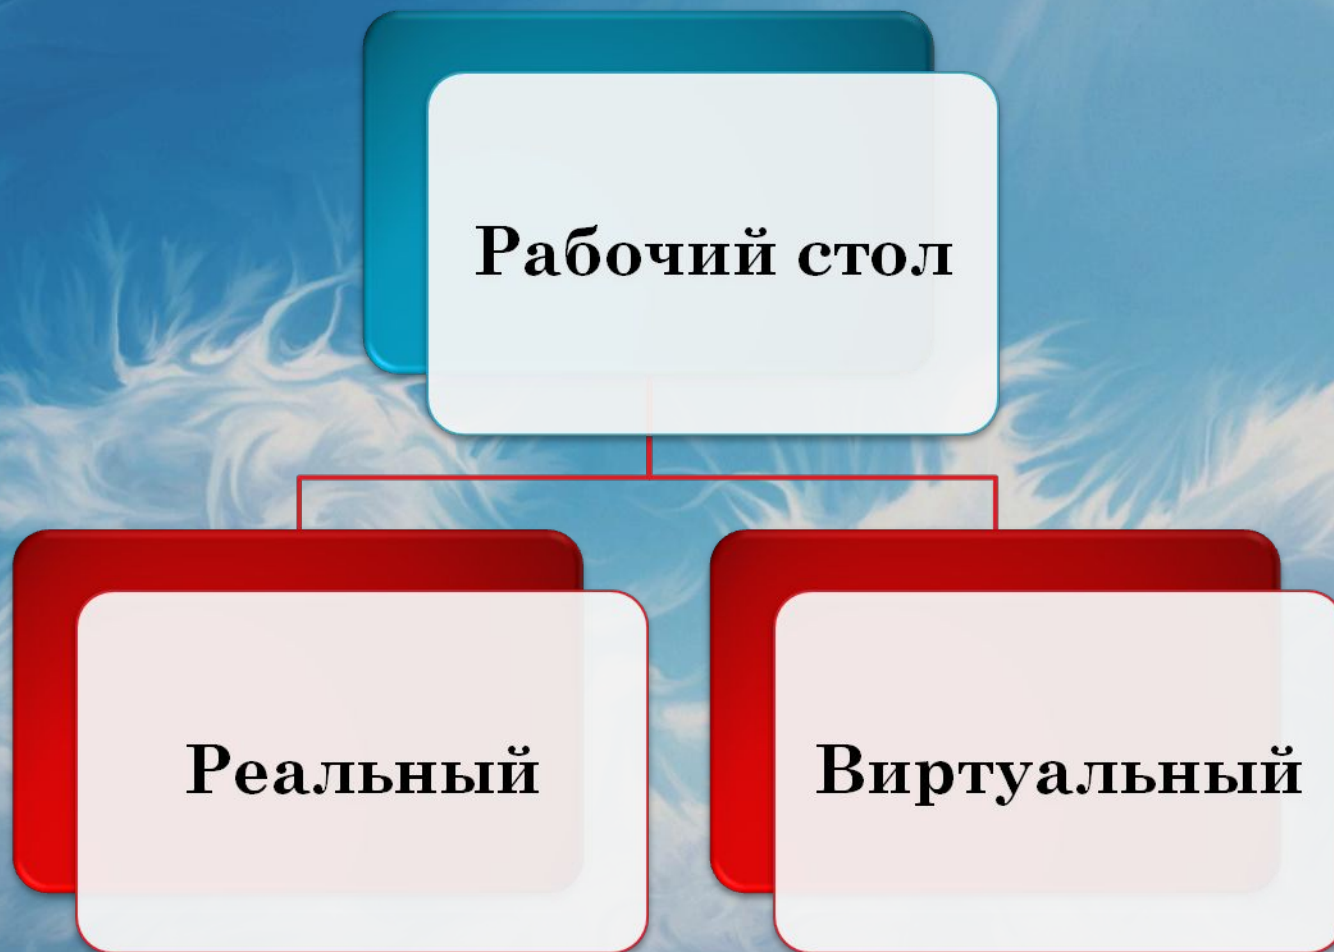 Рабочий стол
Реальный
Виртуальный